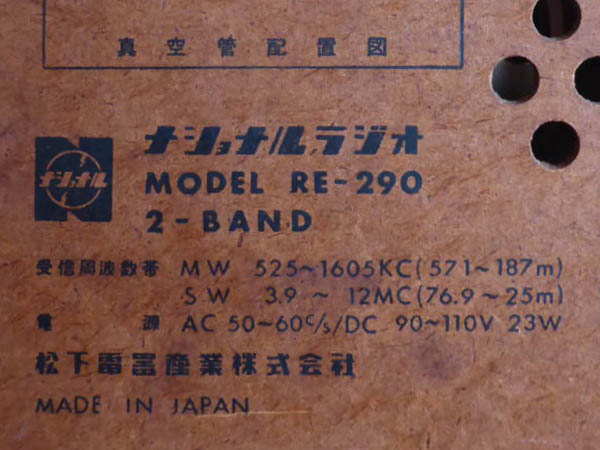 真空管配置図
ナショナルラジオ
ナショナル
MODEL RE-290
2-BAND
受信周波数帯 MW 525~1605KC(571~187m)
SW 3.9 ~ 12MC(76.9~25m)
電源 AC 50~60c/s/DC 90~110V 23W
松下電器産業株式会社
MADE IN JAPAN